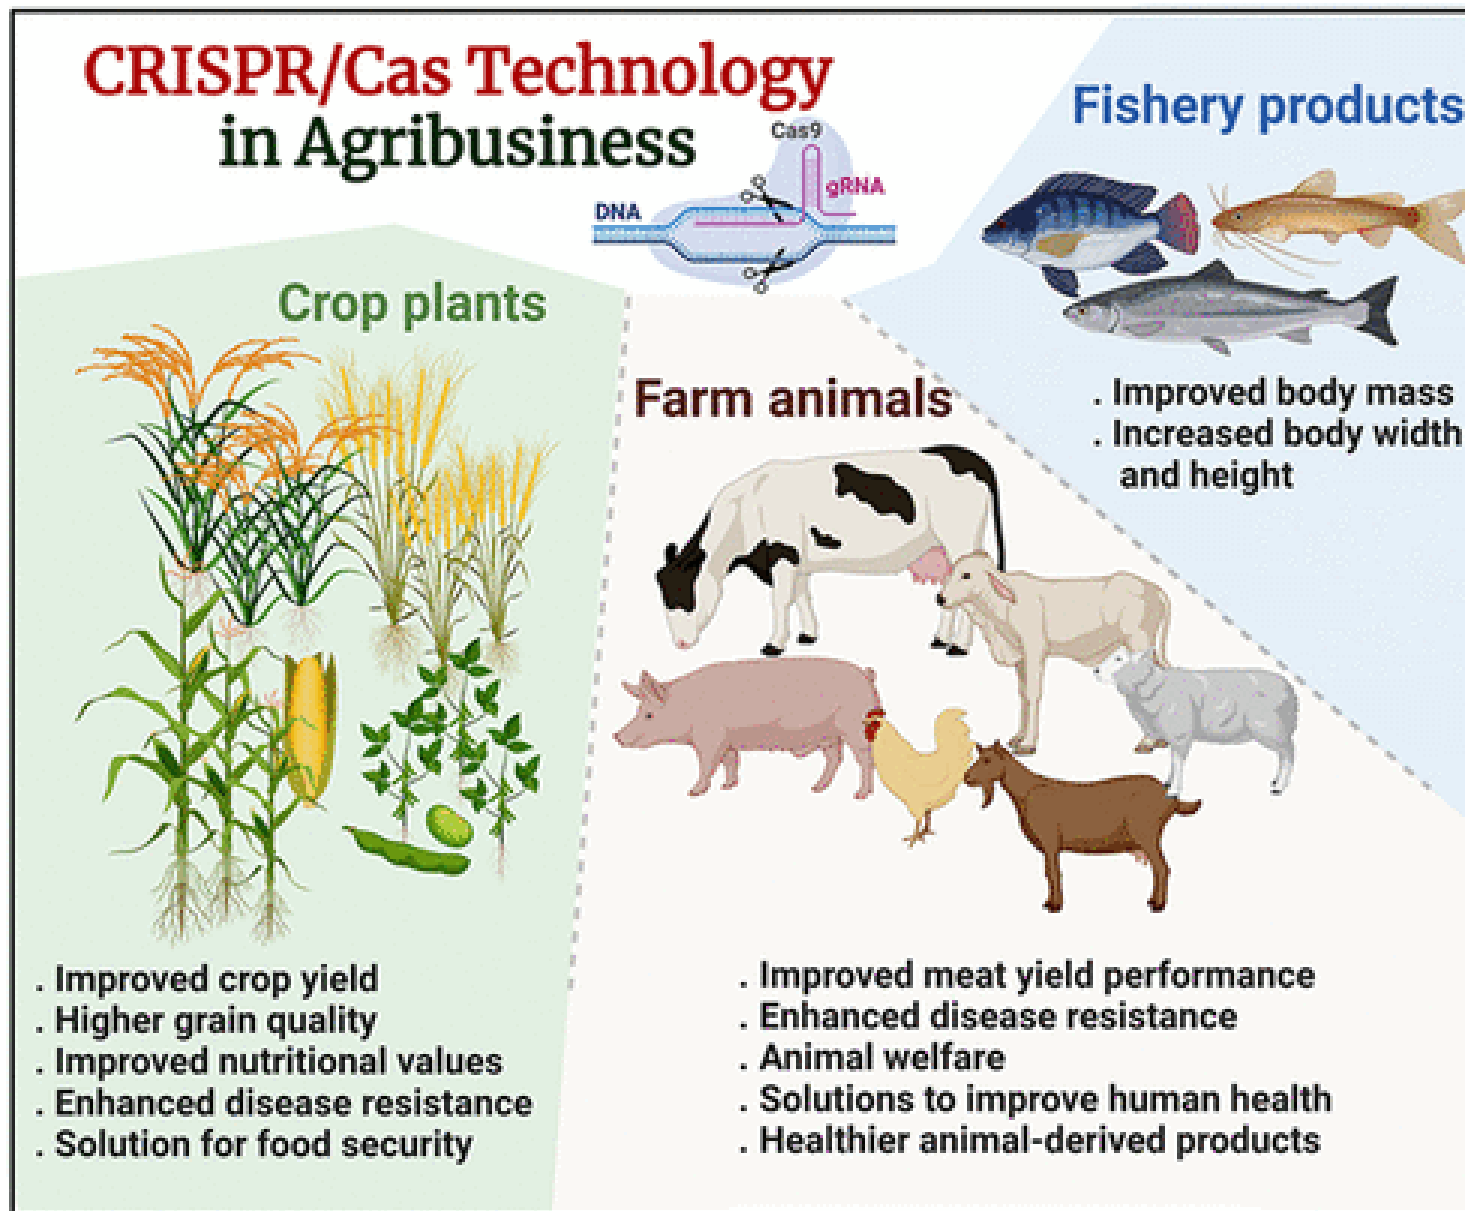 CRISPR/Cas Technology
in Agribusiness
Cas9
gRNA
DNA
Fishery products
. Improved body mass
. Increased body width
and height
Crop plants
. Improved crop yield
. Higher grain quality
. Improved nutritional values
. Enhanced disease resistance
. Solution for food security
Farm animals
. Improved meat yield performance
. Enhanced disease resistance
. Animal welfare
. Solutions to improve human health
. Healthier animal-derived products